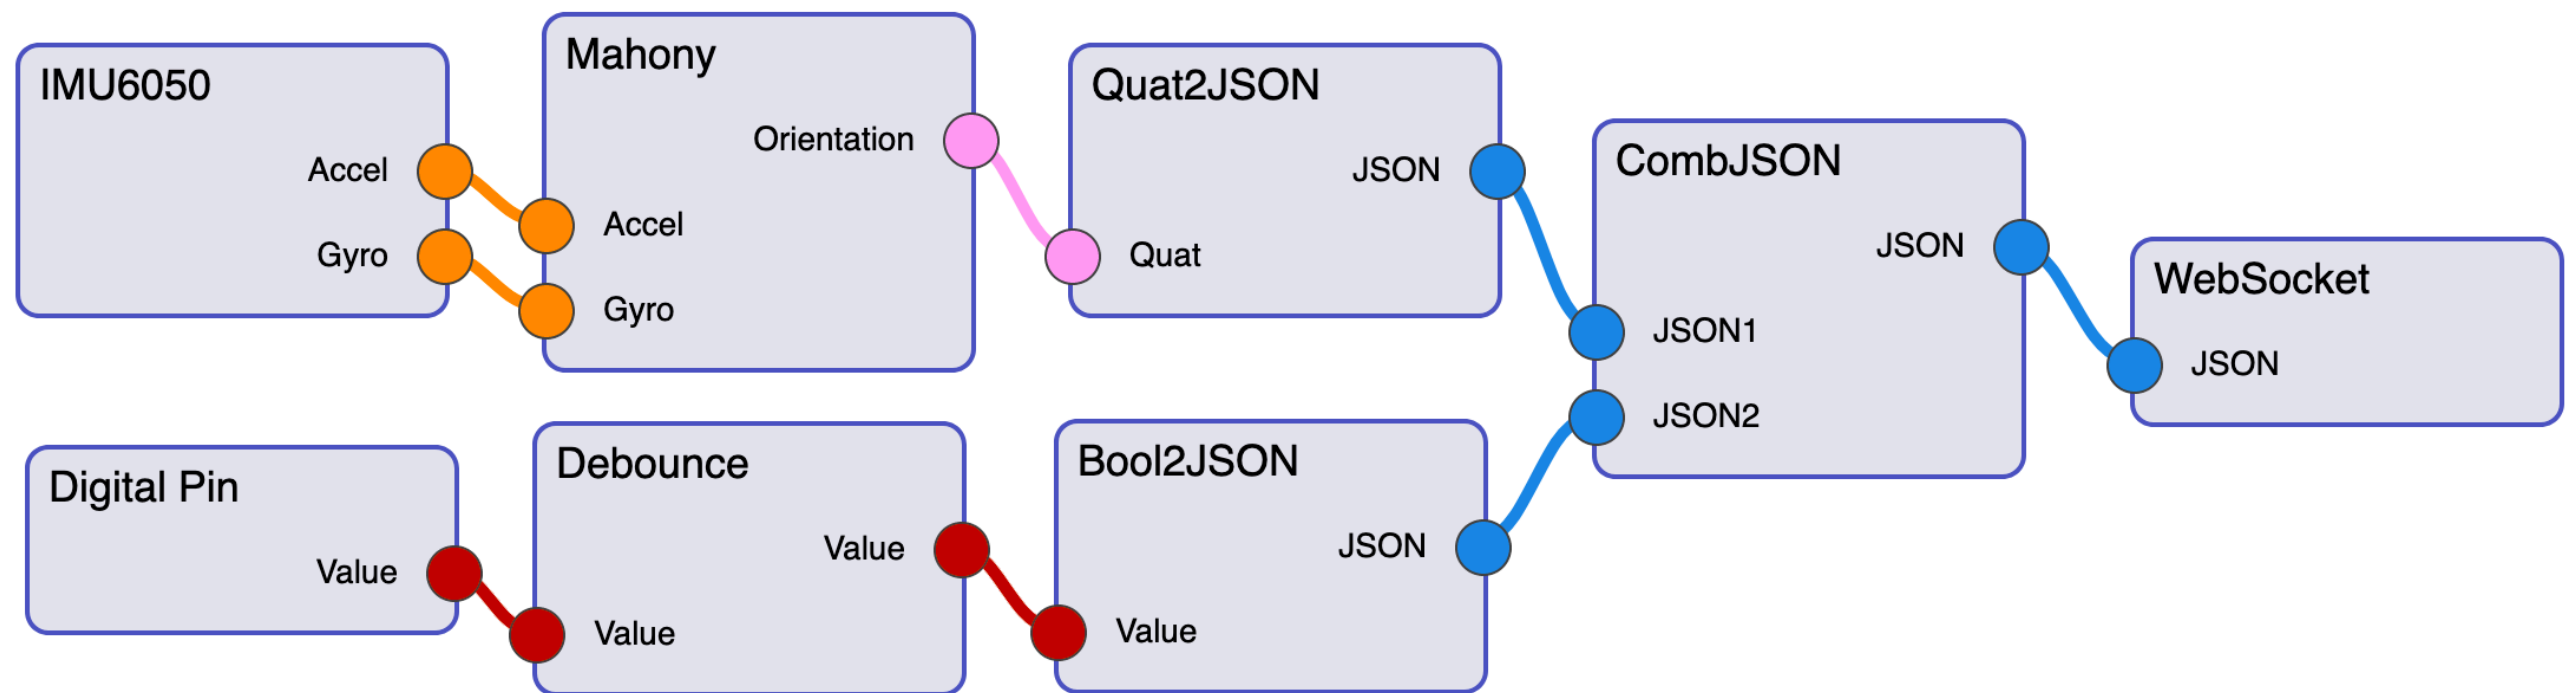 IMU6050
Accel
Gyro
Mahony
Orientation
Accel
Gyro
Quat2JSON
JSON
Quat
CombJSON
JSON
JSON1
JSON2
WebSocket
JSON
Digital Pin
Value
Debounce
Value
Value
Bool2JSON
JSON
Value